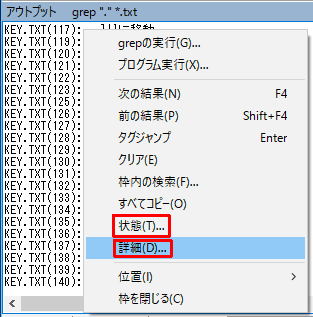 アウトプット grep "." *.txt
KEY.TXT(117): に移動
KEY.TXT(119):
KEY.TXT(120):
KEY.TXT(121):
KEY.TXT(122):
KEY.TXT(123):
KEY.TXT(125):
KEY.TXT(126):
KEY.TXT(127):
KEY.TXT(128):
KEY.TXT(129):
KEY.TXT(130):
KEY.TXT(131):
KEY.TXT(132):
KEY.TXT(133):
KEY.TXT(134):
KEY.TXT(135):
KEY.TXT(136):
KEY.TXT(137):
KEY.TXT(138):
KEY.TXT(139):
KEY.TXT(140):
grepの実行(G)...
プログラム実行(X)...
次の結果(N) F4
前の結果(P) Shift+F4
タグジャンプ Enter
クリア(E)
枠内の検索(F)...
すべてコピー(O)
状態(T)...
詳細(D)...
位置(I)
枠を閉じる(C)